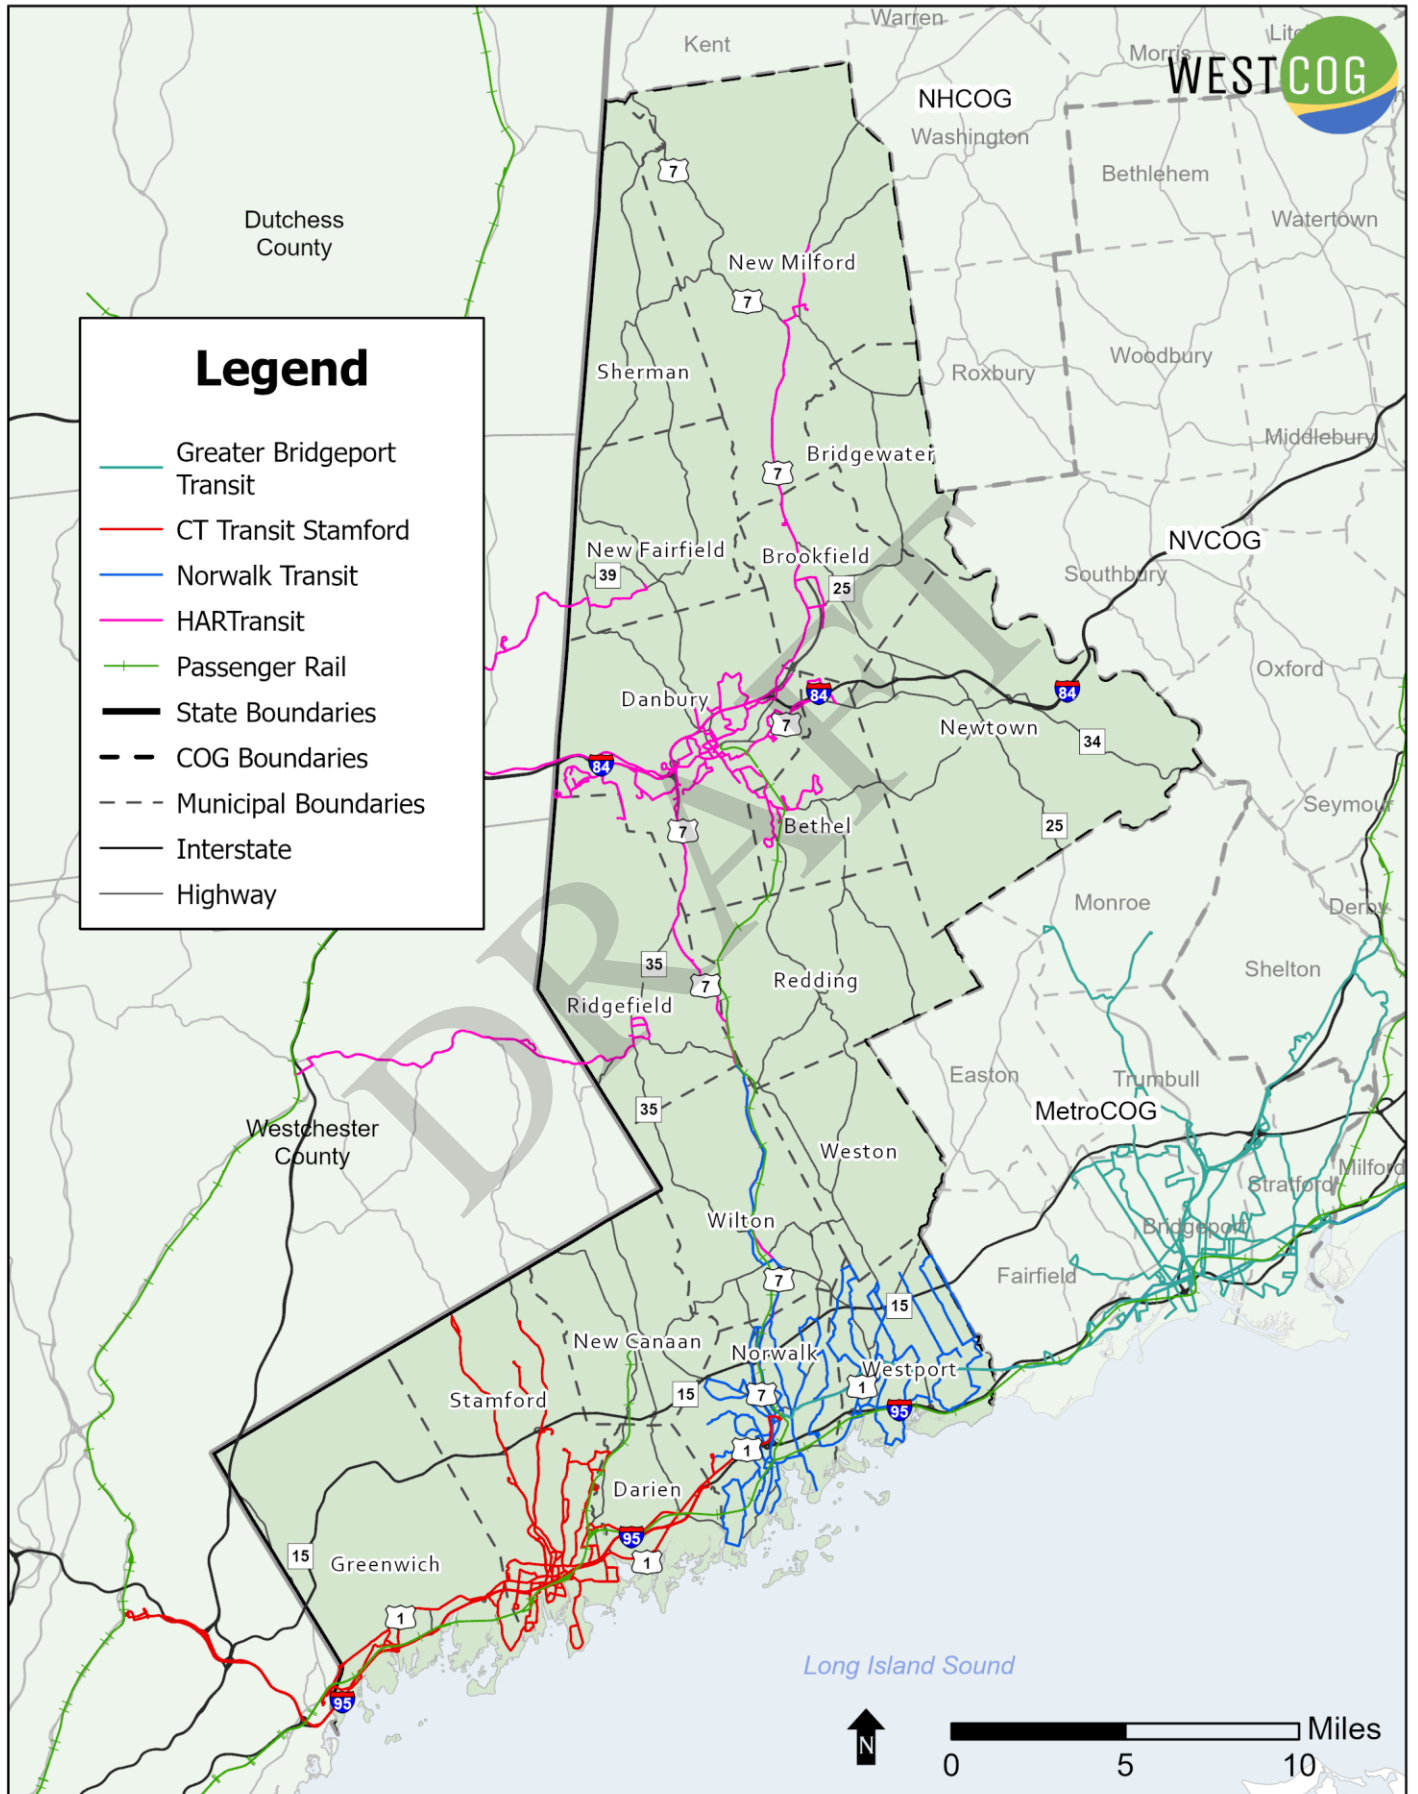 Warren
Kent
Litc
Morris
WESTCOG
NHCOG
Washington
7
Bethlehem
Dutchess
County
Watertown
New Milford
7
Legend
Greater Bridgeport
Transit
CT Transit Stamford
Norwalk Transit
HARTransit
Passenger Rail
State Boundaries
COG Boundaries
Municipal Boundaries
Interstate
Highway
Sherman
Roxbury
Woodbury
Middlebury
Bridgewater
7
New Fairfield
39
Brookfield
25
NVCOG
Southbury
Oxford
Danbury
84
84
7
Newtown
34
84
Seymour
7
Bethel
25
DRAFT
Monroe
Derby
35
Shelton
7
Redding
Ridgefield
Easton
Trumbull
35
MetroCOG
Westchester
County
Weston
Milford
Stratford
Wilton
Bridgeport
7
Fairfield
15
New Canaan
Norwalk
Westport
Stamford
15
7
1
95
1
Darien
95
1
15
Greenwich
1
95
Long Island Sound
N
Miles
0 5 10